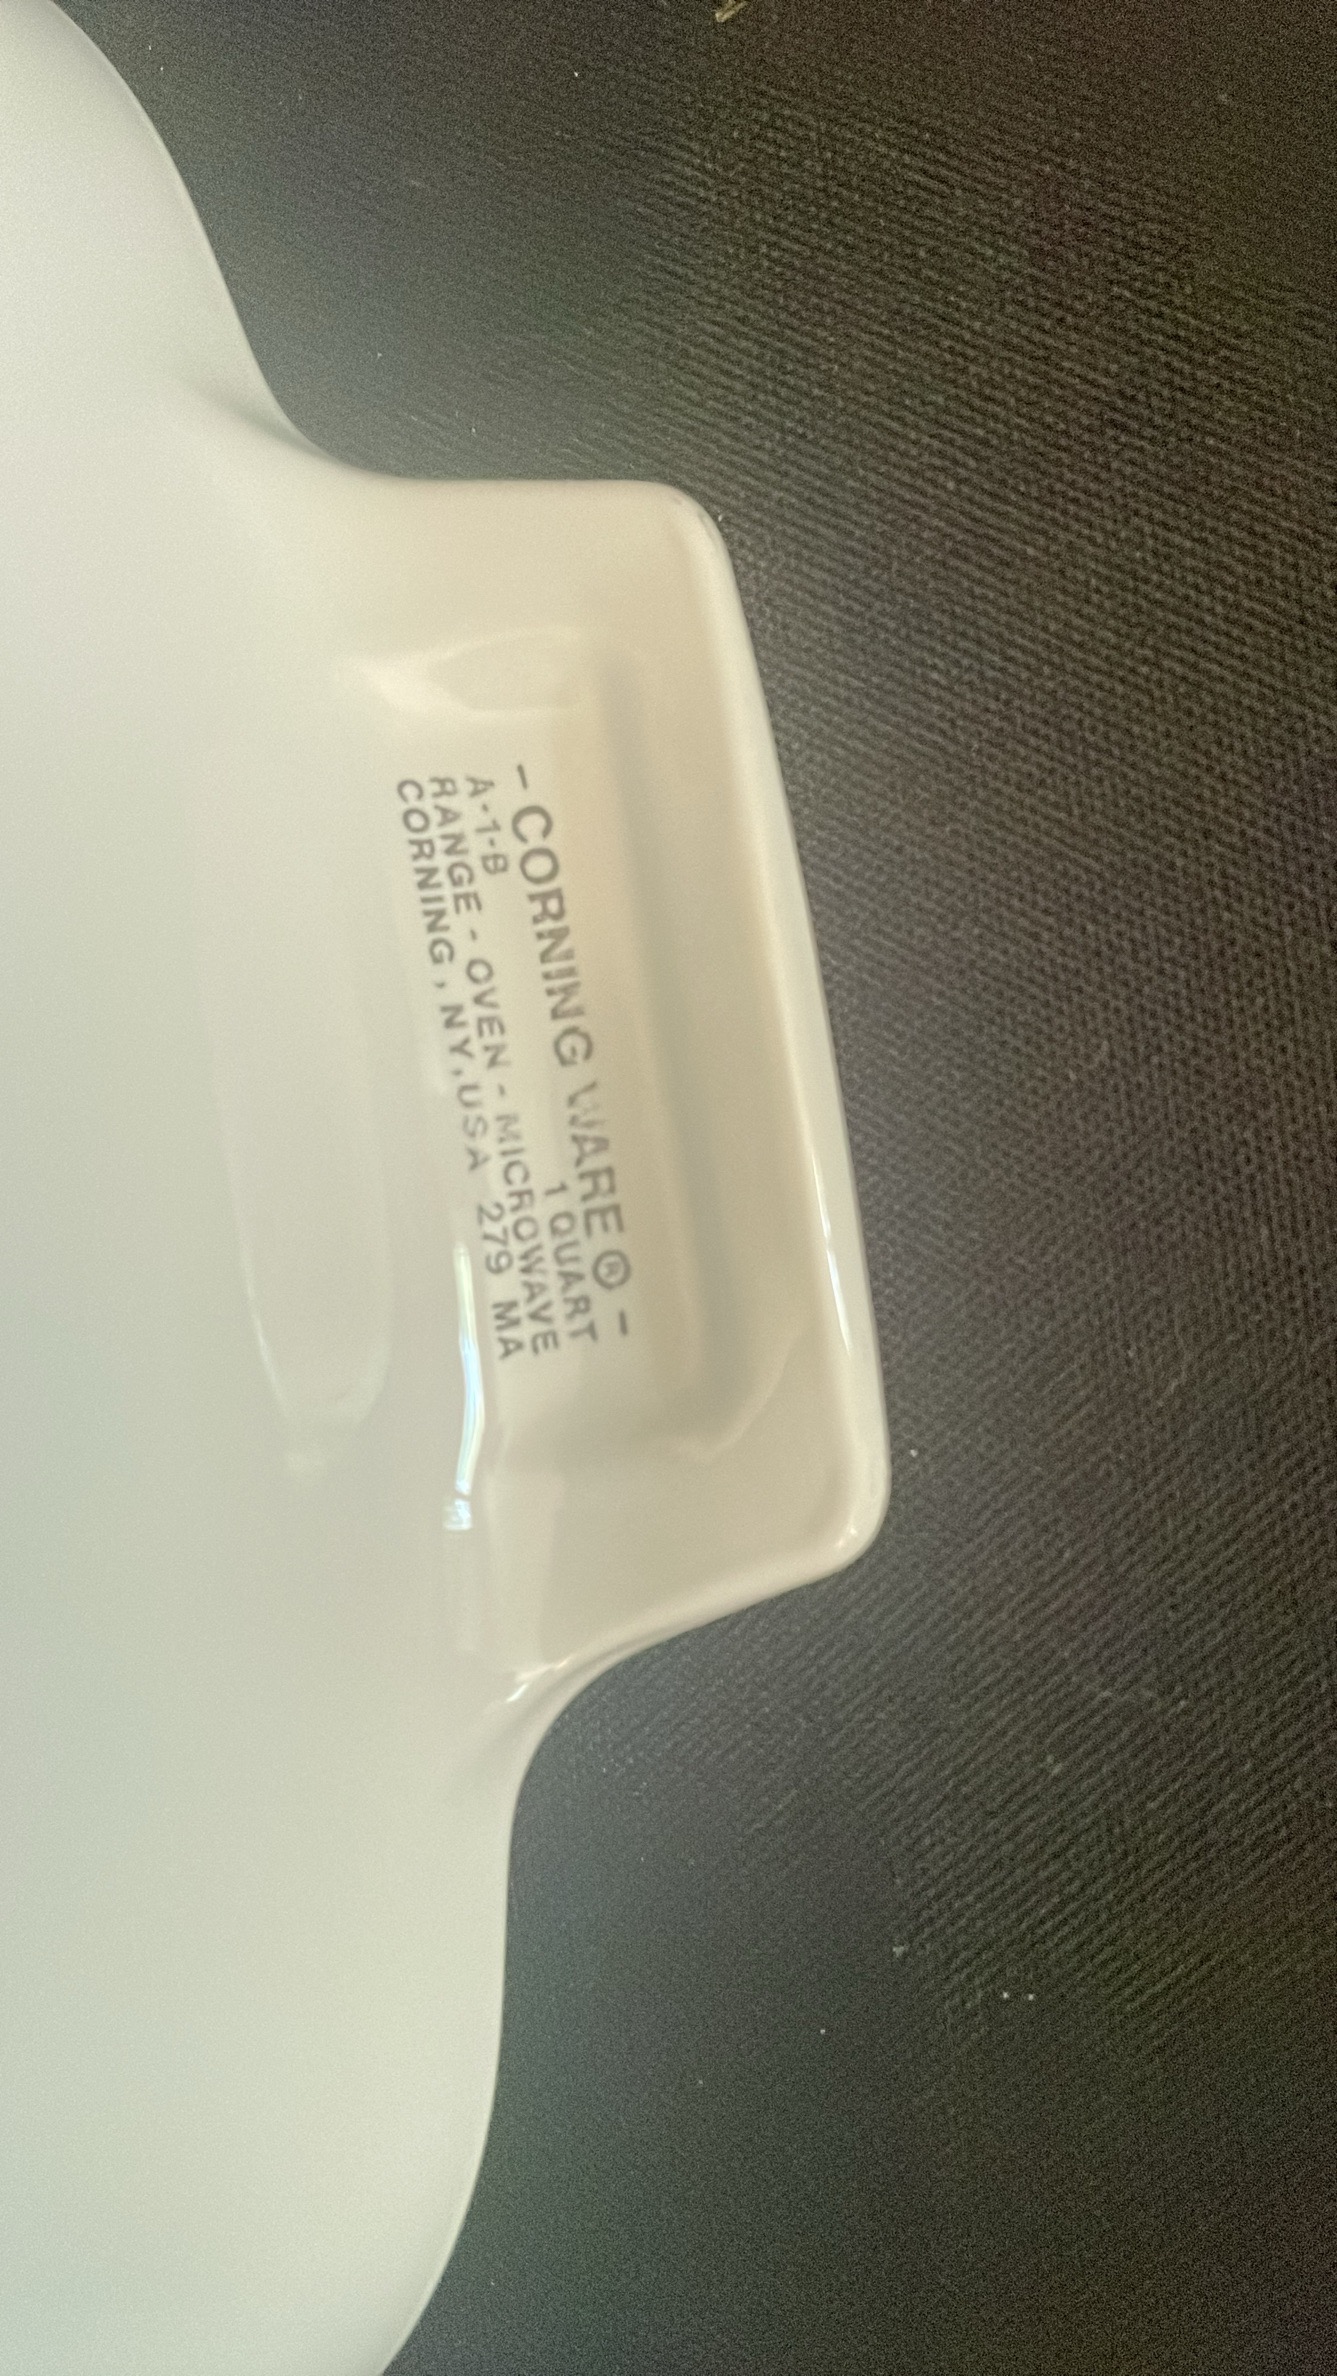 - CORNING WARE ® -
A-1-B 1 QUART
RANGE - OVEN - MICROWAVE
CORNING, NY, USA 279 MA